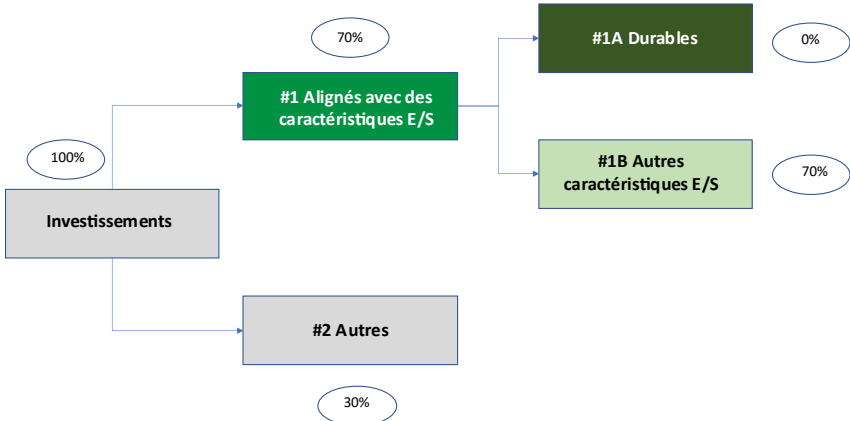 70%
#1A Durables
0%
#1 Alignés avec des
caractéristiques E/S
100%
#1B Autres
caractéristiques E/S
70%
Investissements
#2 Autres
30%